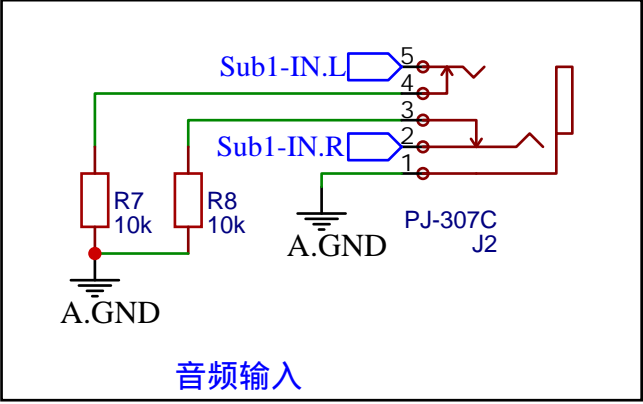 Sub1-IN.L
5
4
3
Sub1-IN.R
2
1
R7
10k
R8
10k
A.GND
PJ-307C
J2
A.GND
音频输入